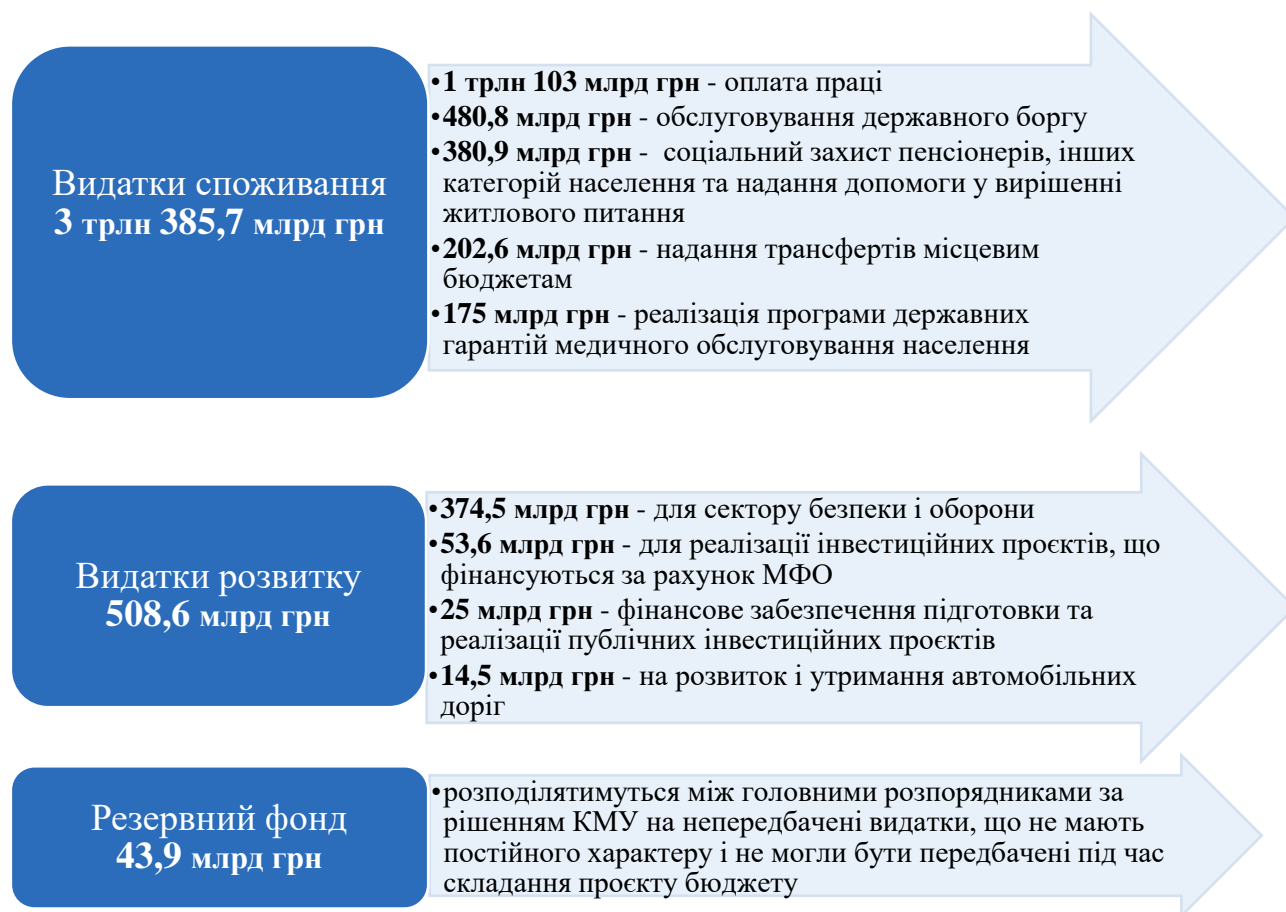 Видатки споживання
3 трлн 385,7 млрд грн
•1 трлн 103 млрд грн - оплата праці
•480,8 млрд грн - обслуговування державного боргу
•380,9 млрд грн - соціальний захист пенсіонерів, інших
категорій населення та надання допомоги у вирішенні
житлового питання
•202,6 млрд грн - надання трансфертів місцевим
бюджетам
•175 млрд грн - реалізація програми державних
гарантій медичного обслуговування населення
Видатки розвитку
508,6 млрд грн
•374,5 млрд грн - для сектору безпеки і оборони
•53,6 млрд грн - для реалізації інвестиційних проєктів, що
фінансуються за рахунок МФО
•25 млрд грн - фінансове забезпечення підготовки та
реалізації публічних інвестиційних проєктів
•14,5 млрд грн - на розвиток і утримання автомобільних
доріг
Резервний фонд
43,9 млрд грн
•розподілятимуться між головними розпорядниками за
рішенням КМУ на непередбачені видатки, що не мають
постійного характеру і не могли бути передбачені під час
складання проєкту бюджету